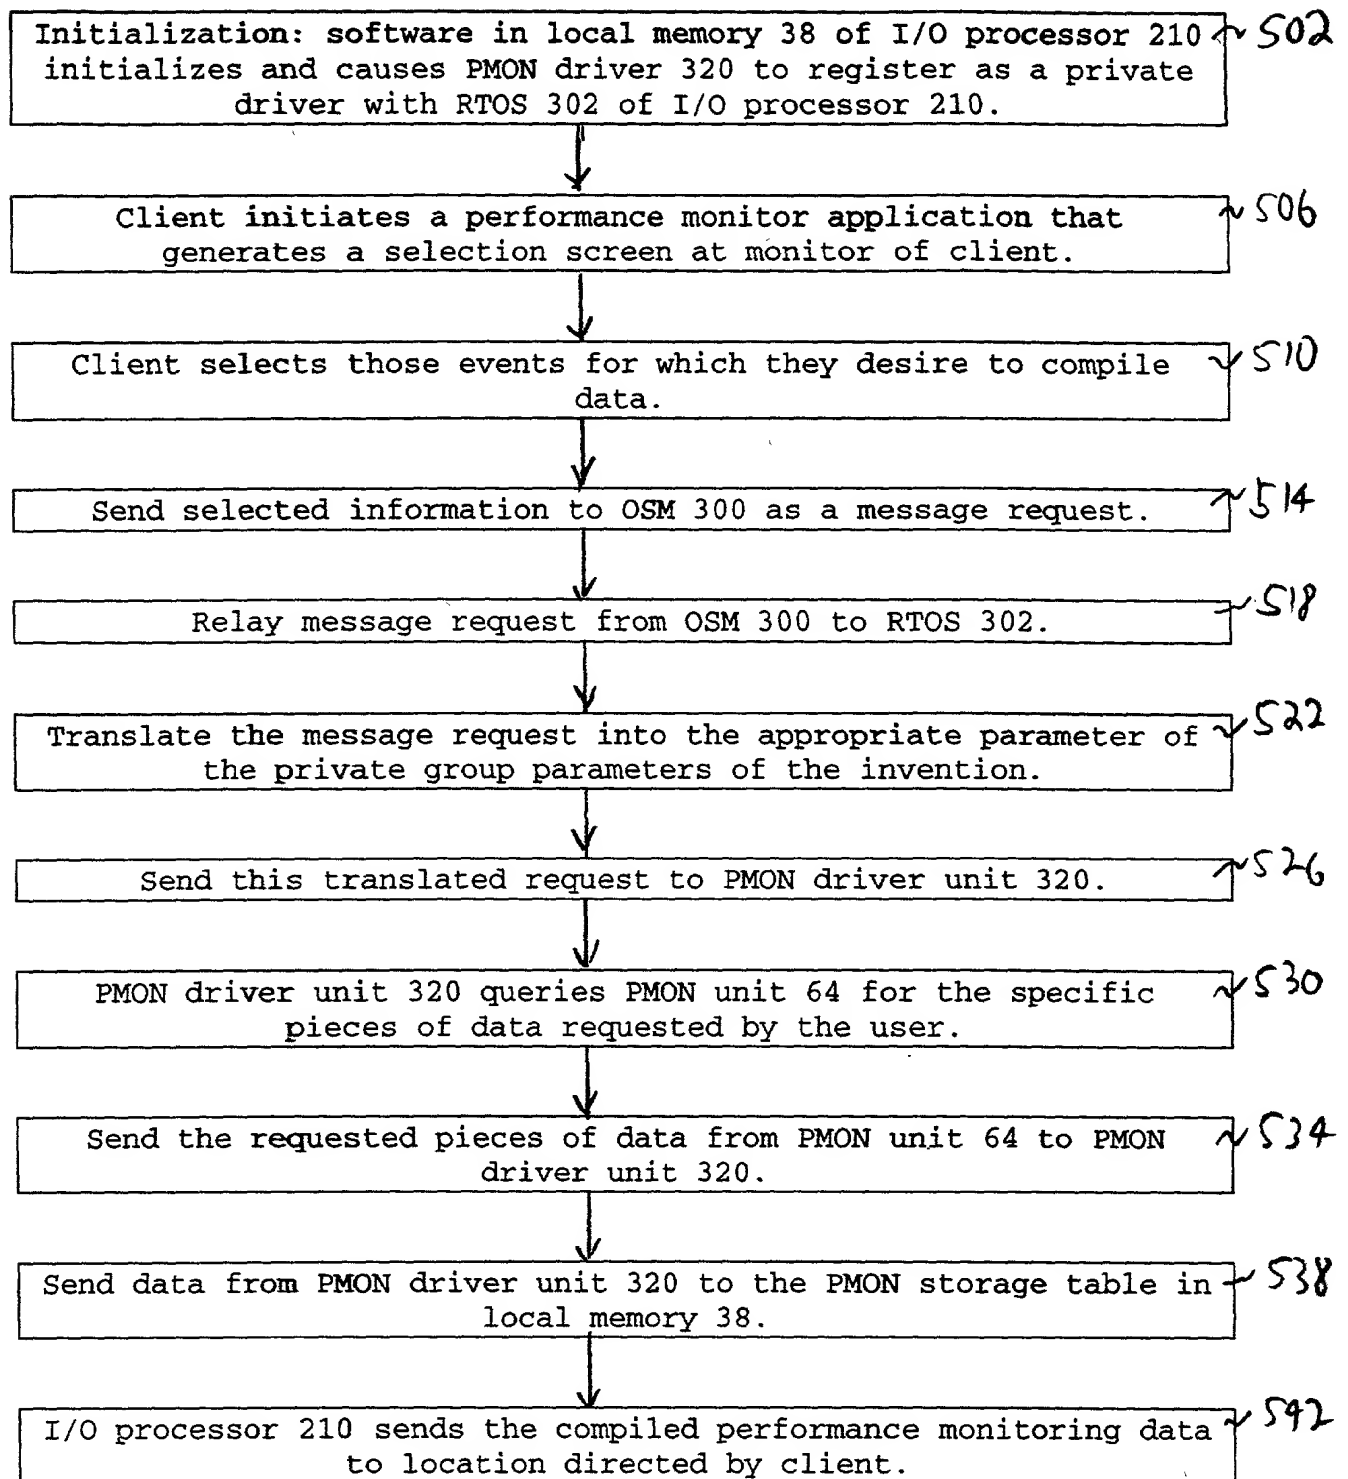 Initialization: software in local memory 38 of I/O processor 210 502
initializes and causes PMON driver 320 to register as a private
driver with RTOS 302 of I/O processor 210.
Client initiates a performance monitor application that 506
generates a selection screen at monitor of client.
Client selects those events for which they desire to compile 510
data.
Send selected information to OSM 300 as a message request. 514
Relay message request from OSM 300 to RTOS 302. 518
Translate the message request into the appropriate parameter of 522
the private group parameters of the invention.
Send this translated request to PMON driver unit 320. 526
PMON driver unit 320 queries PMON unit 64 for the specific 530
pieces of data requested by the user.
Send the requested pieces of data from PMON unit 64 to PMON 534
driver unit 320.
Send data from PMON driver unit 320 to the PMON storage table in 538
local memory 38.
I/O processor 210 sends the compiled performance monitoring data 542
to location directed by client.